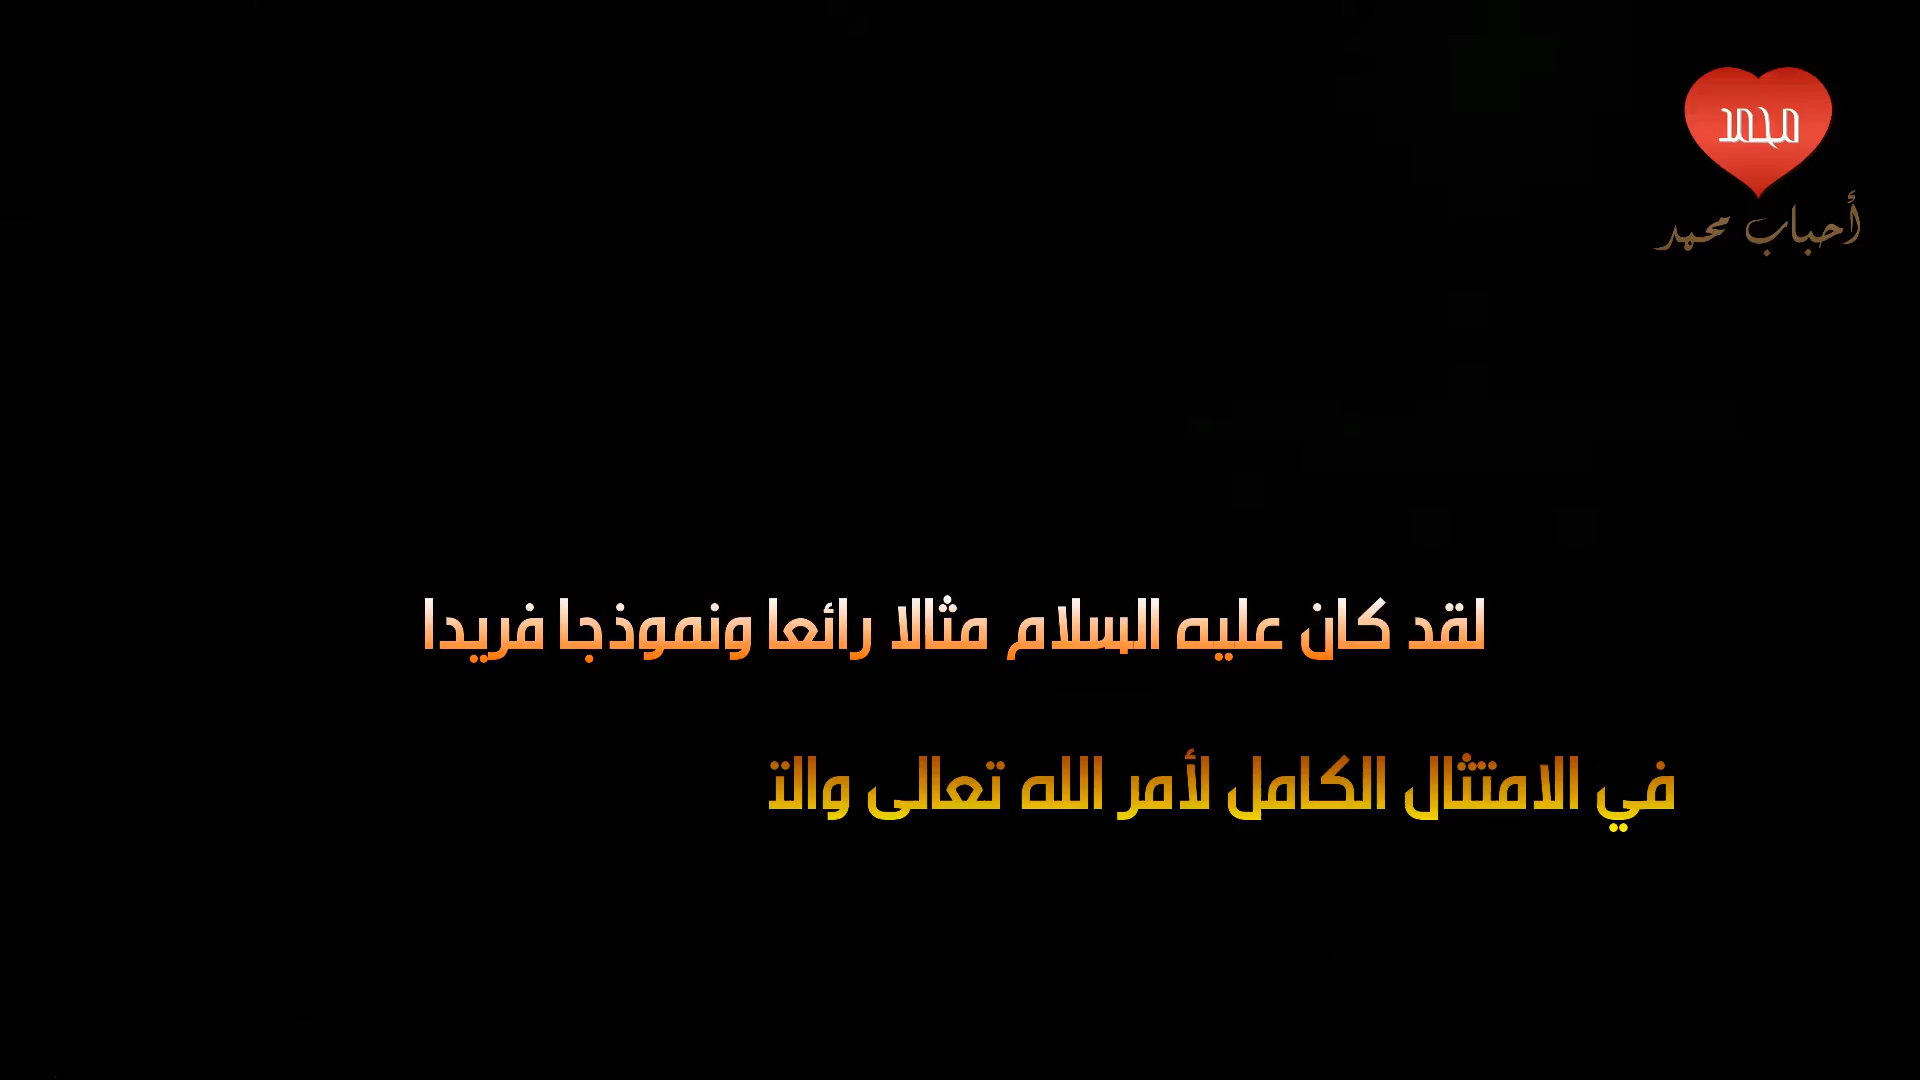 محمد
أحباب محمد
لقد كان عليه السلام مثالا رائعا ونموذجا فريدا
في الامتثال الكامل لأمر الله تعالى والت